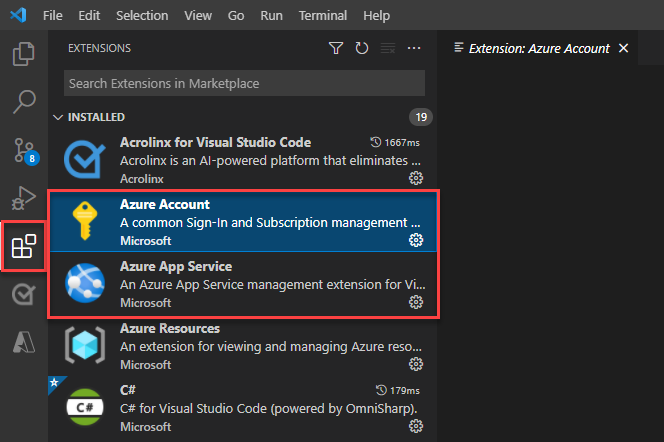 File Edit Selection View Go Run Terminal Help
EXTENSIONS
Extension: Azure Account
Search Extensions in Marketplace
INSTALLED 19
Acrolinx for Visual Studio Code 1667ms
Acrolinx is an AI-powered platform that eliminates ...
Acrolinx
8
Azure Account
A common Sign-In and Subscription management ...
Microsoft
Azure App Service
An Azure App Service management extension for Vi...
Microsoft
Azure Resources
An extension for viewing and managing Azure reso...
Microsoft
C# 179ms
C# for Visual Studio Code (powered by OmniSharp).
Microsoft
C#